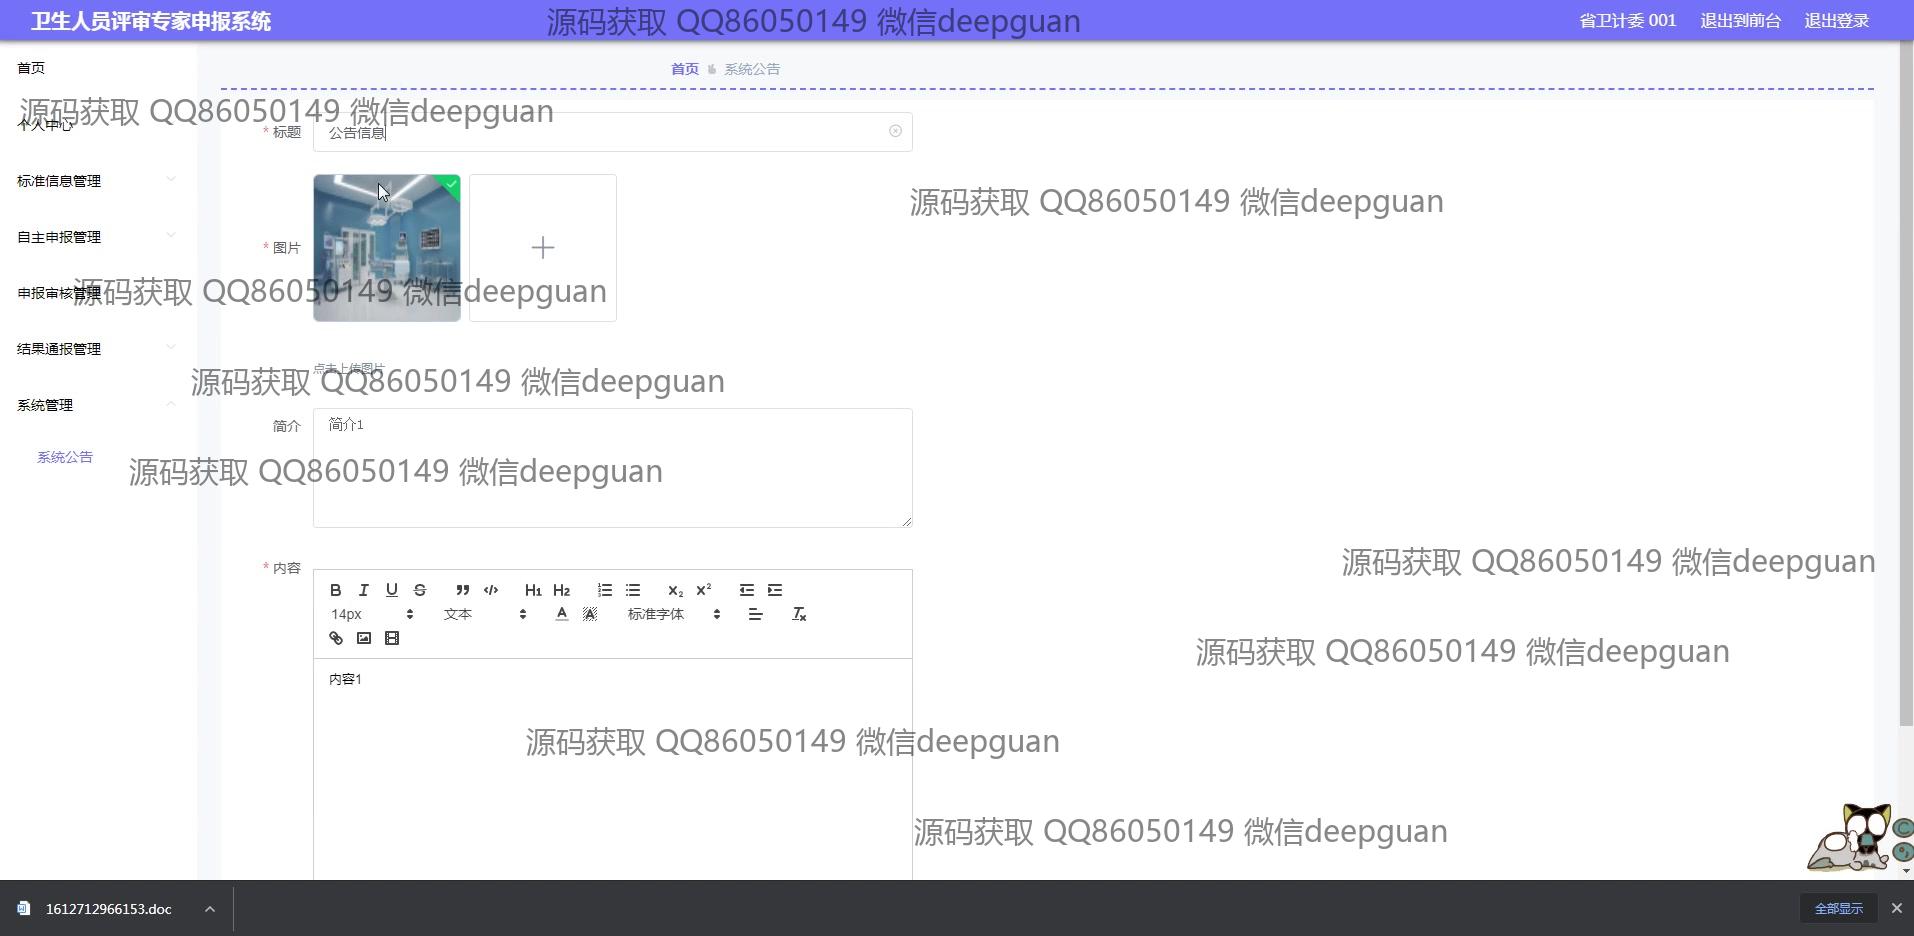 卫生人员评审专家申报系统
源码获取 QQ86050149 微信deepguan
省卫计委 001
退出到前台
退出登录
首页
首页
系统公告
源码获取 QQ86050149 微信deepguan
个人中心
* 标题
公告信息
标准信息管理
源码获取 QQ86050149 微信deepguan
自主申报管理
* 图片
申报审核管理
源码获取 QQ86050149 微信deepguan
结果通报管理
点击上传图片
源码获取 QQ86050149 微信deepguan
系统管理
简介
简介1
系统公告
源码获取 QQ86050149 微信deepguan
源码获取 QQ86050149 微信deepguan
* 内容
B I U S H1 H2 x2 x2
14px
文本
A A
标准字体
源码获取 QQ86050149 微信deepguan
内容1
源码获取 QQ86050149 微信deepguan
源码获取 QQ86050149 微信deepguan
1612712966153.doc
全部显示